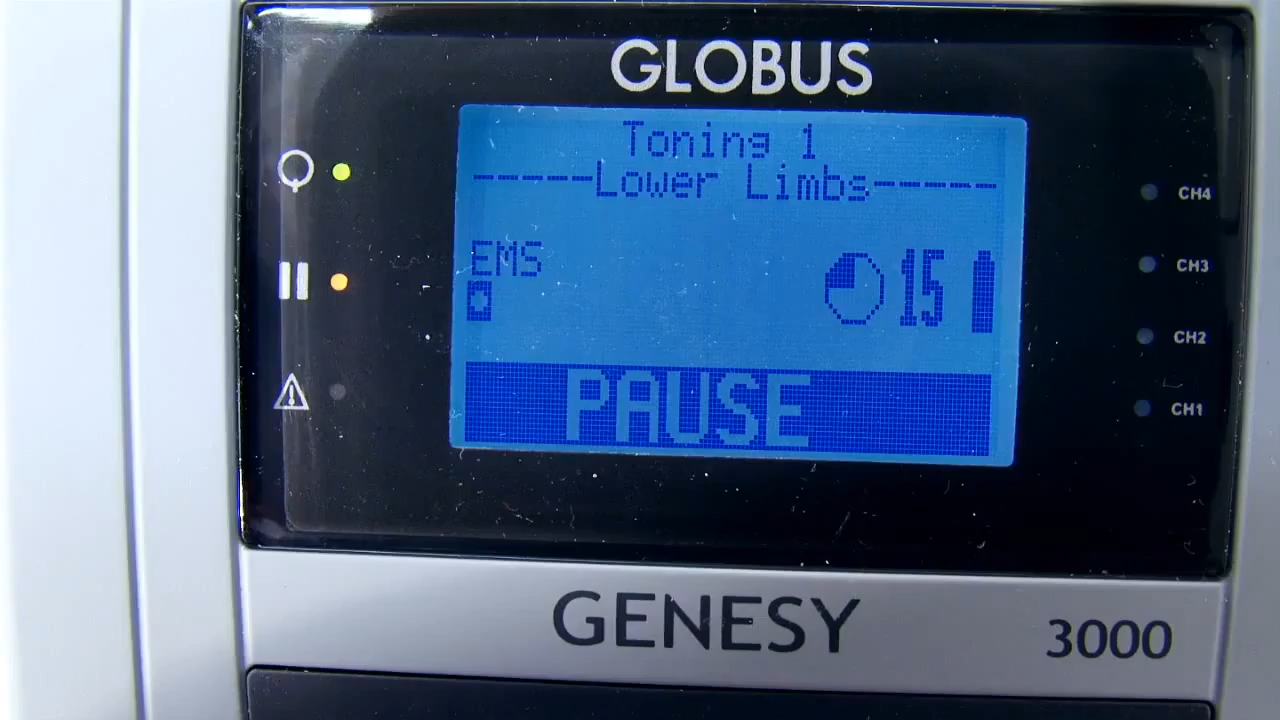 GLOBUS
Toning 1
-----Lower Limbs-----
EMS
15
PAUSE
CH4
CH3
CH2
CH1
GENESY
3000